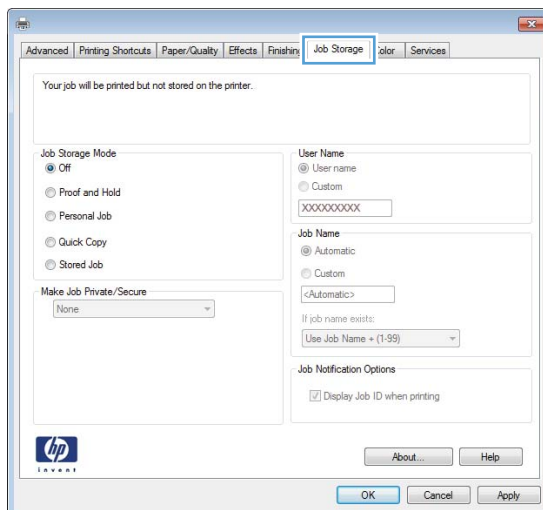 Advanced Printing Shortcuts Paper/Quality Effects Finishing Job Storage Color Services
Your job will be printed but not stored on the printer.
Job Storage Mode
Off
Proof and Hold
Personal Job
Quick Copy
Stored Job
Make Job Private/Secure
None
User Name
User name
Custom
XXXXXXXXX
Job Name
Automatic
Custom
<Automatic>
If job name exists:
Use Job Name + (1-99)
Job Notification Options
Display Job ID when printing
hp
invent
About... Help
OK Cancel Apply